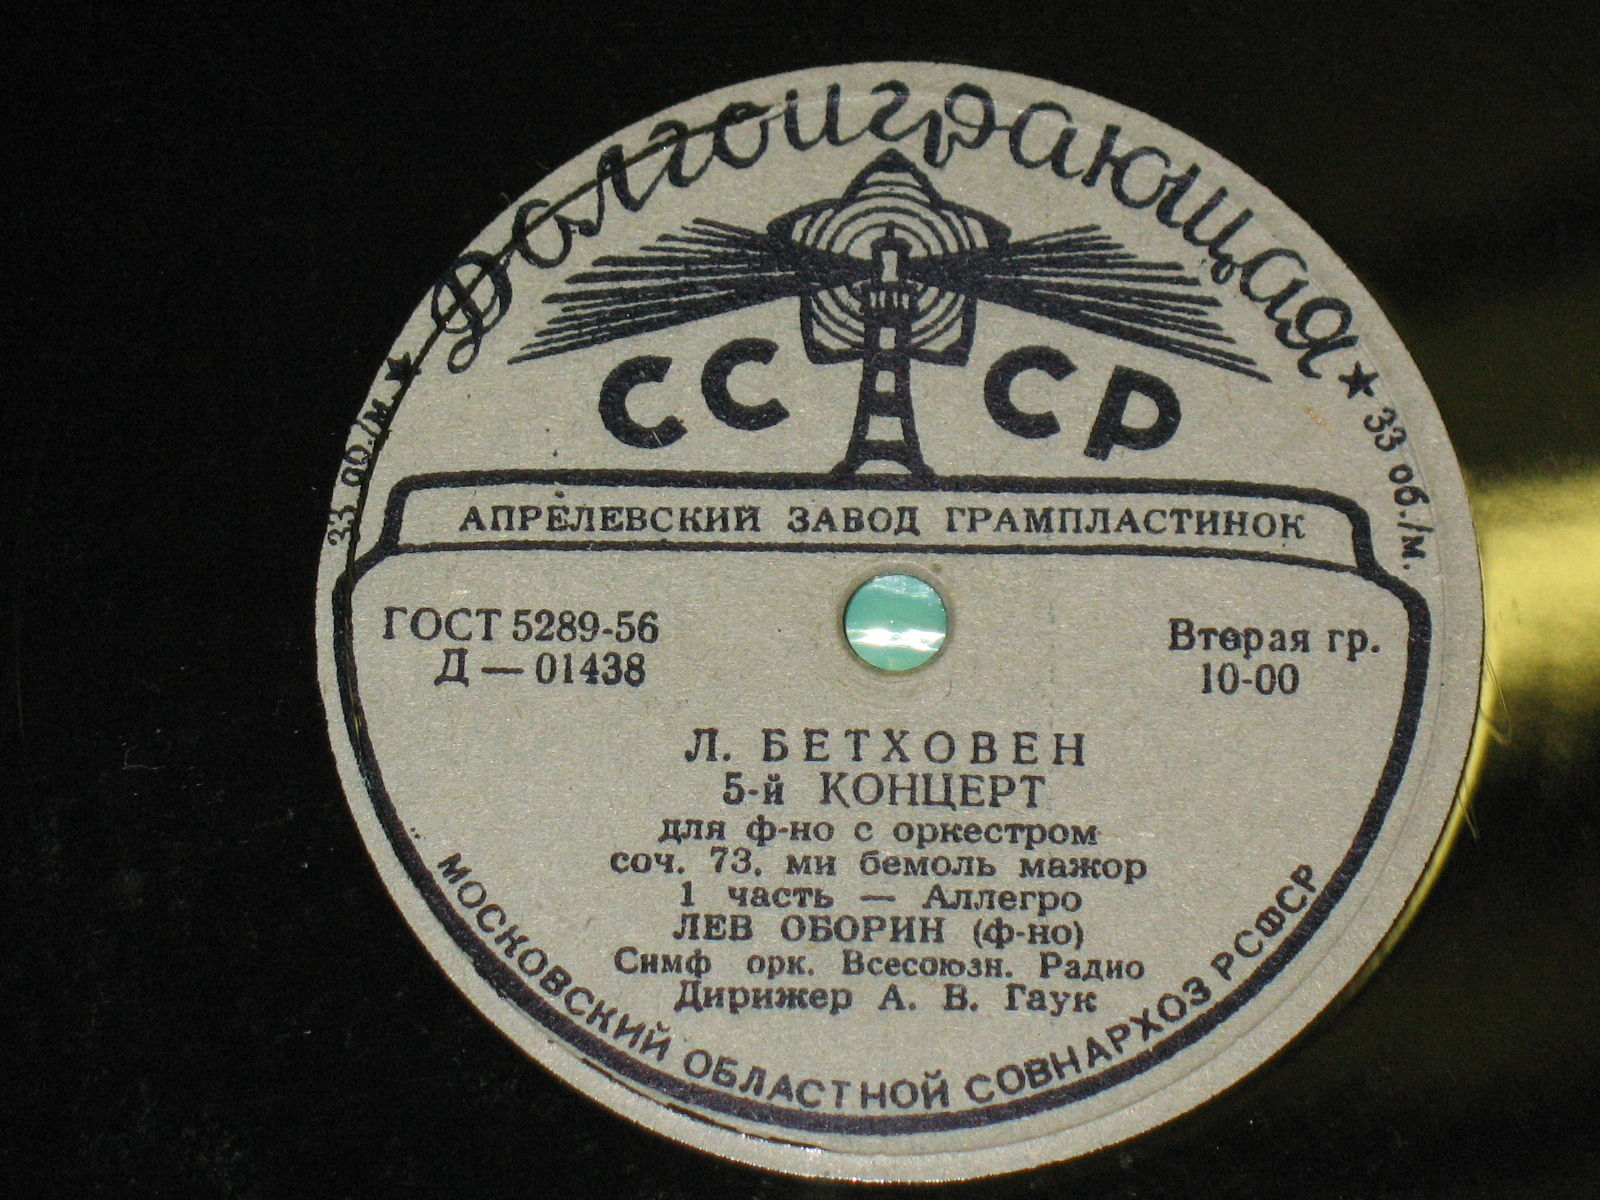 Долгоиграющая
33 об./м.
33 об./м.
СССР
АПРЕЛЕВСКИЙ ЗАВОД ГРАМПЛАСТИНОК
ГОСТ 5289-56
Д — 01438
Вторая гр.
10-00
Л. БЕТХОВЕН
5-й КОНЦЕРТ
для ф-но с оркестром
соч. 73. ми бемоль мажор
1 часть — Аллегро
ЛЕВ ОБОРИН (ф-но)
Симф орк. Всесоюзн. Радио
Дирижер А. В. Гаук
МОСКОВСКИЙ ОБЛАСТНОЙ СОВНАРХОЗ РСФСР